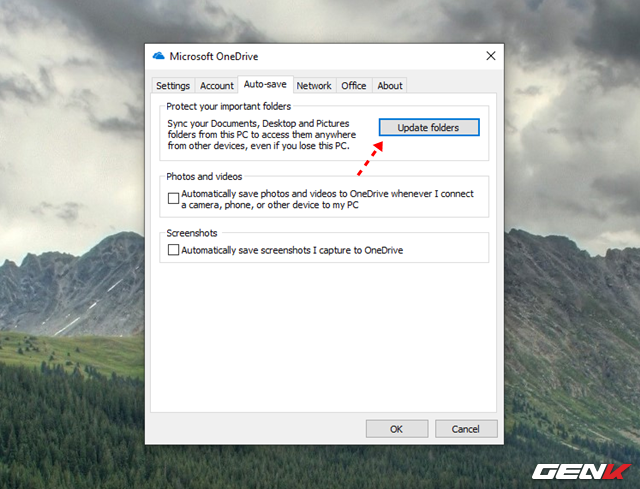 Microsoft OneDrive
Settings Account Auto-save Network Office About
Protect your important folders
Sync your Documents, Desktop and Pictures
folders from this PC to access them anywhere
from other devices, even if you lose this PC.
Update folders
Photos and videos
Automatically save photos and videos to OneDrive whenever I connect
a camera, phone, or other device to my PC
Screenshots
Automatically save screenshots I capture to OneDrive
OK Cancel
GENK